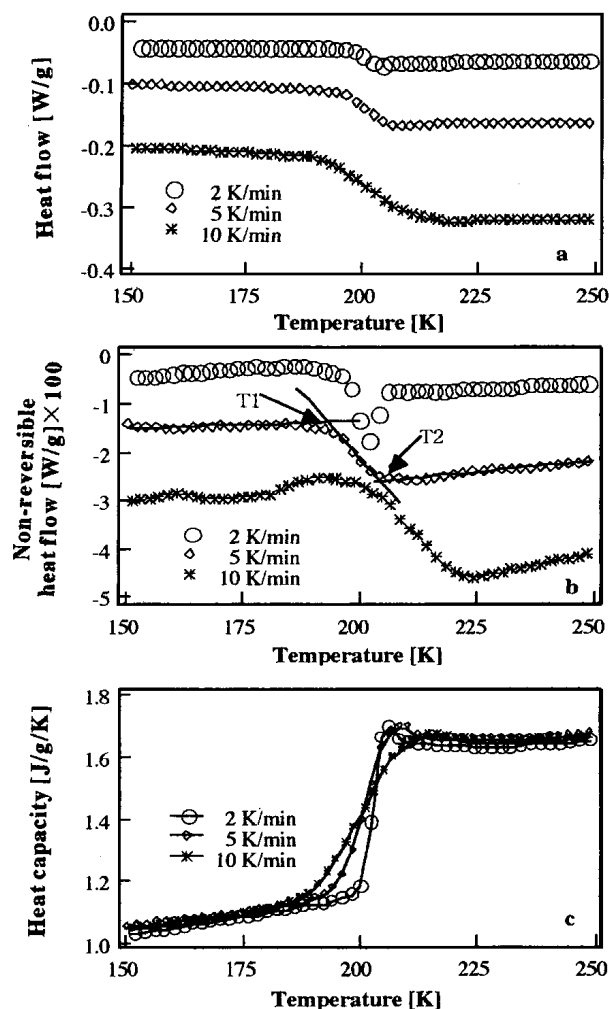 0.0
-0.1
-0.2
-0.3
-0.4
Heat flow [W/g]
2 K/min
5 K/min
10 K/min
a
150 175 200 225 250
Temperature [K]
0
-1
-2
-3
-4
-5
Non-reversible
heat flow [W/g]×100
T1
T2
2 K/min
5 K/min
10 K/min
b
150 175 200 225 250
Temperature [K]
1.8
1.6
1.4
1.2
1.0
Heat capacity [J/g/K]
2 K/min
5 K/min
10 K/min
c
150 175 200 225 250
Temperature [K]